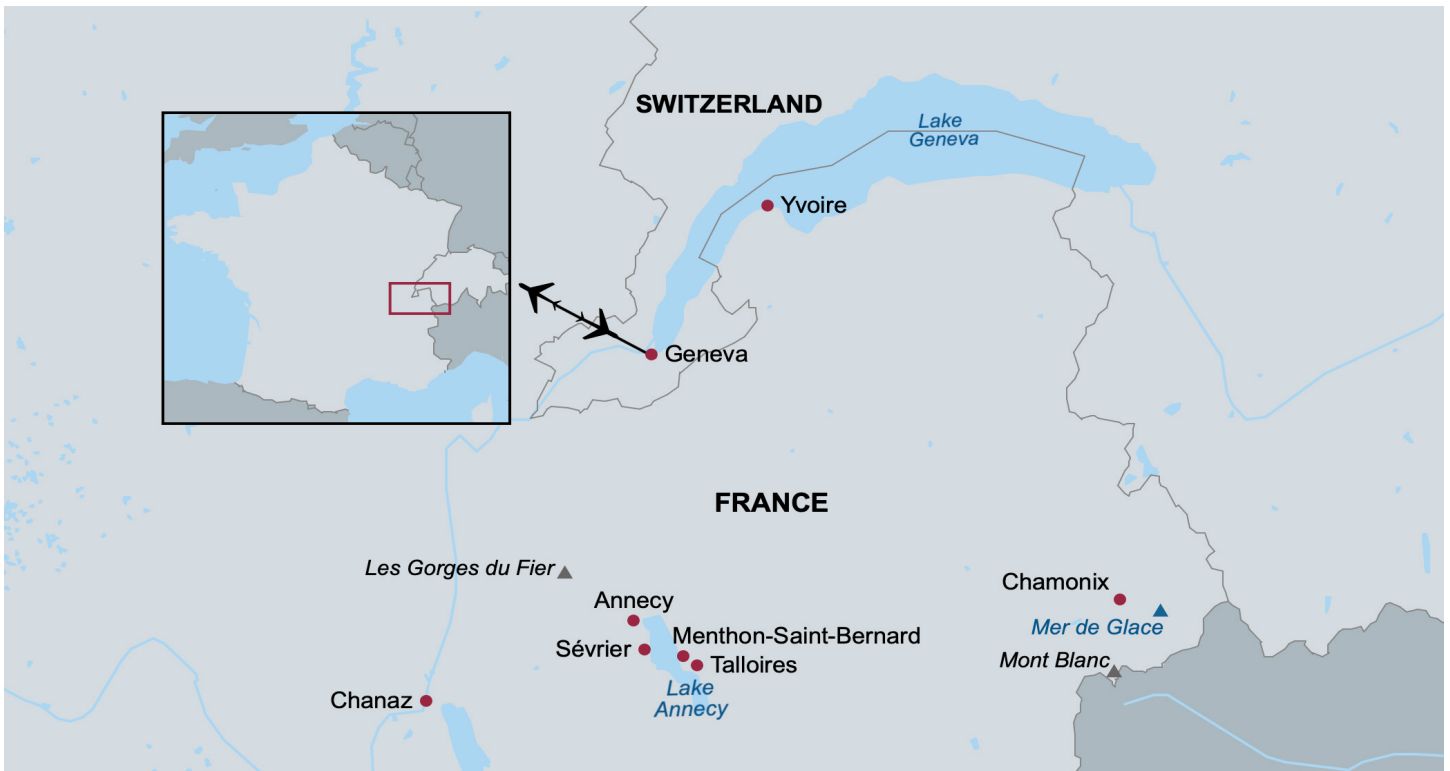 SWITZERLAND
Lake
Geneva
Yvoire
Geneva
FRANCE
Les Gorges du Fier
Chamonix
Annecy
Mer de Glace
Menthon-Saint-Bernard
Sévrier
Talloires
Mont Blanc
Lake
Annecy
Chanaz